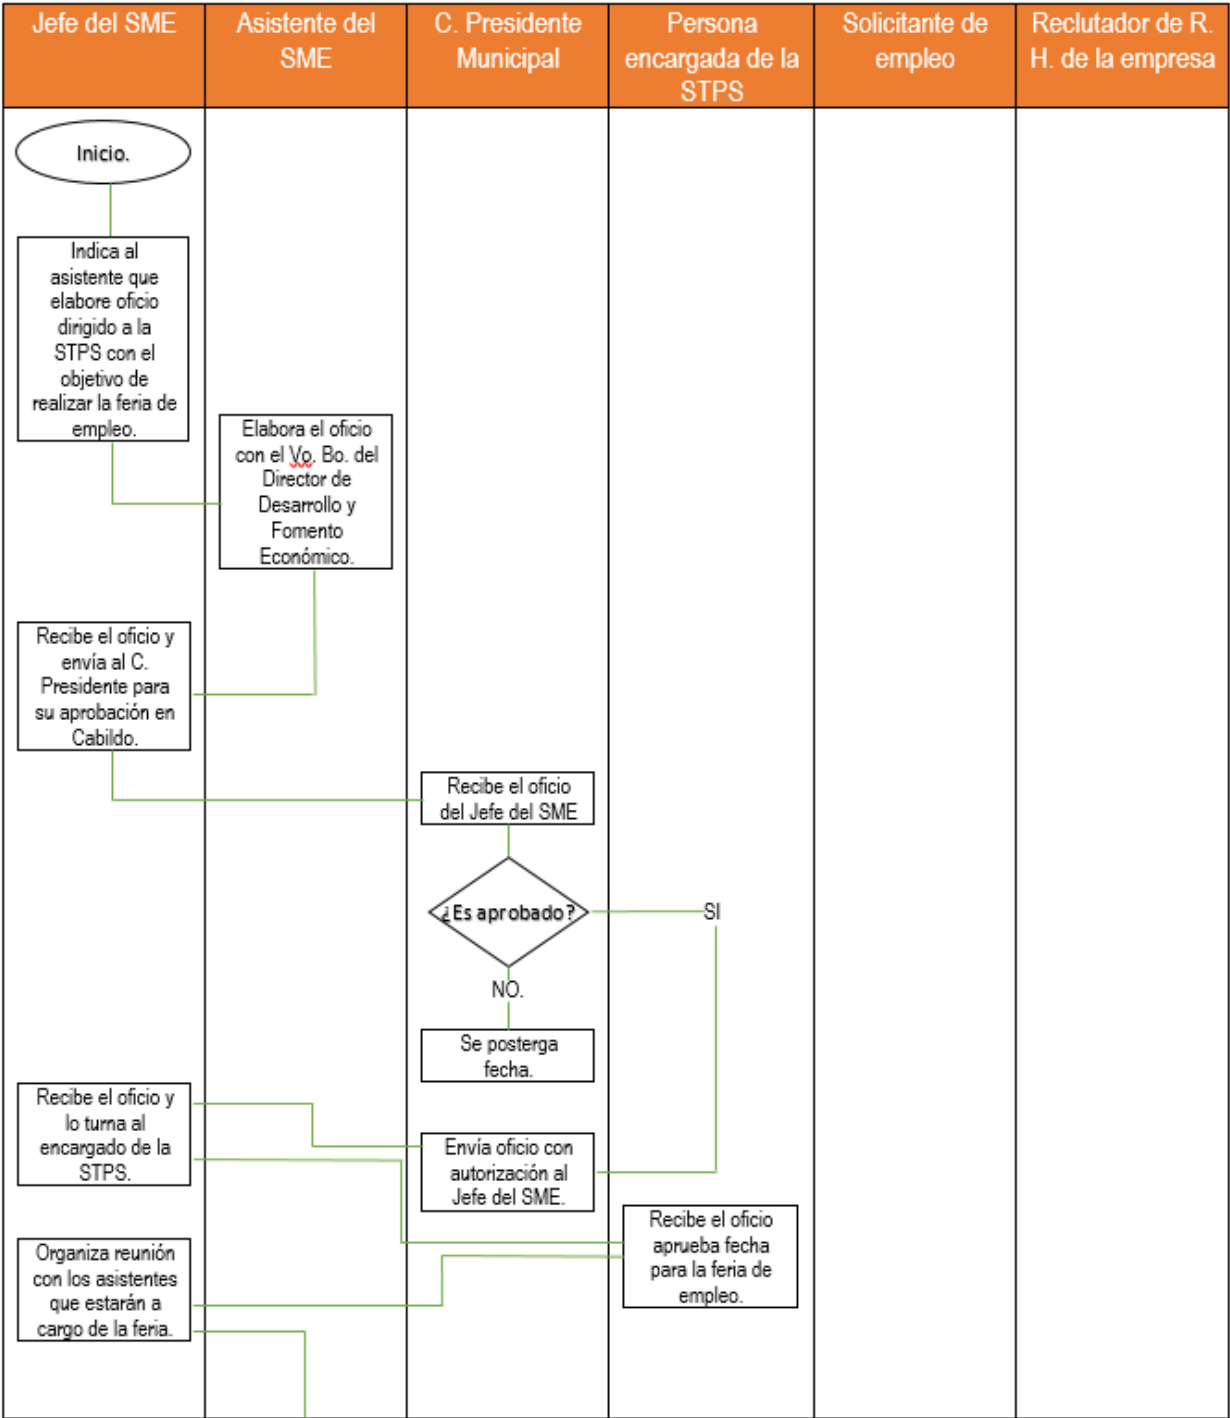 Jefe del SME
Asistente del
SME
C. Presidente
Municipal
Persona
encargada de la
STPS
Solicitante de
empleo
Reclutador de R.
H. de la empresa
Inicio.
Indica al
asistente que
elabore oficio
dirigido a la
STPS con el
objetivo de
realizar la feria de
empleo.
Elabora el oficio
con el Vo. Bo. del
Director de
Desarrollo y
Fomento
Económico.
Recibe el oficio y
envía al C.
Presidente para
su aprobación en
Cabildo.
Recibe el oficio
del Jefe del SME
¿Es aprobado?
SI
NO.
Se posterga
fecha.
Recibe el oficio y
lo turna al
encargado de la
STPS.
Envía oficio con
autorización al
Jefe del SME.
Recibe el oficio
aprueba fecha
para la feria de
empleo.
Organiza reunión
con los asistentes
que estarán a
cargo de la feria.